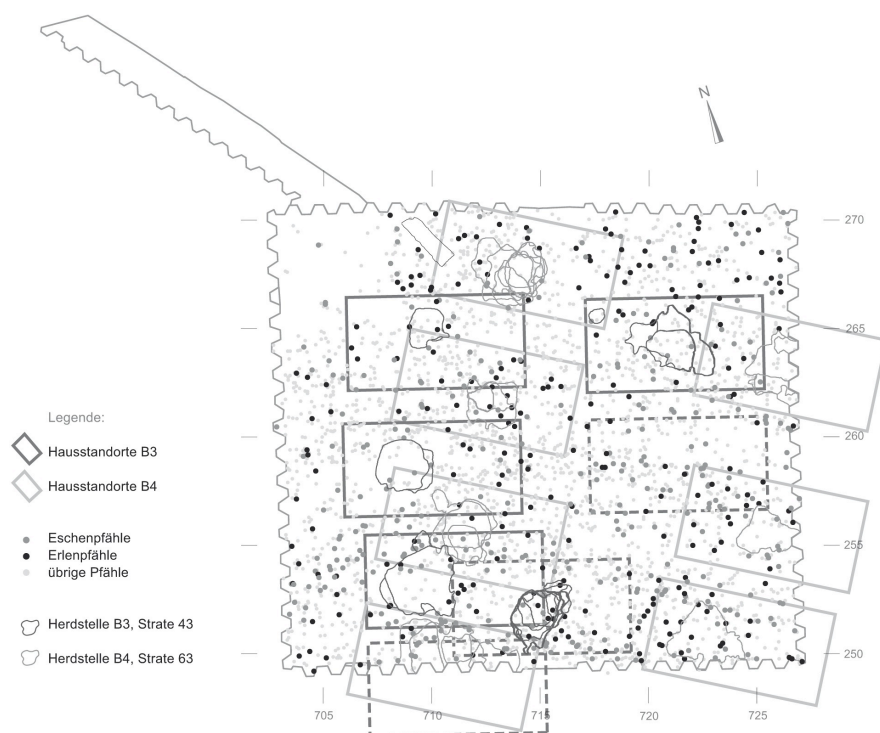 N
270
265
260
255
250
705
710
715
720
725
Legende:
Hausstandorte B3
Hausstandorte B4
Eschenpfähle
Erlenpfähle
übrige Pfähle
Herdstelle B3, Strate 43
Herdstelle B4, Strate 63